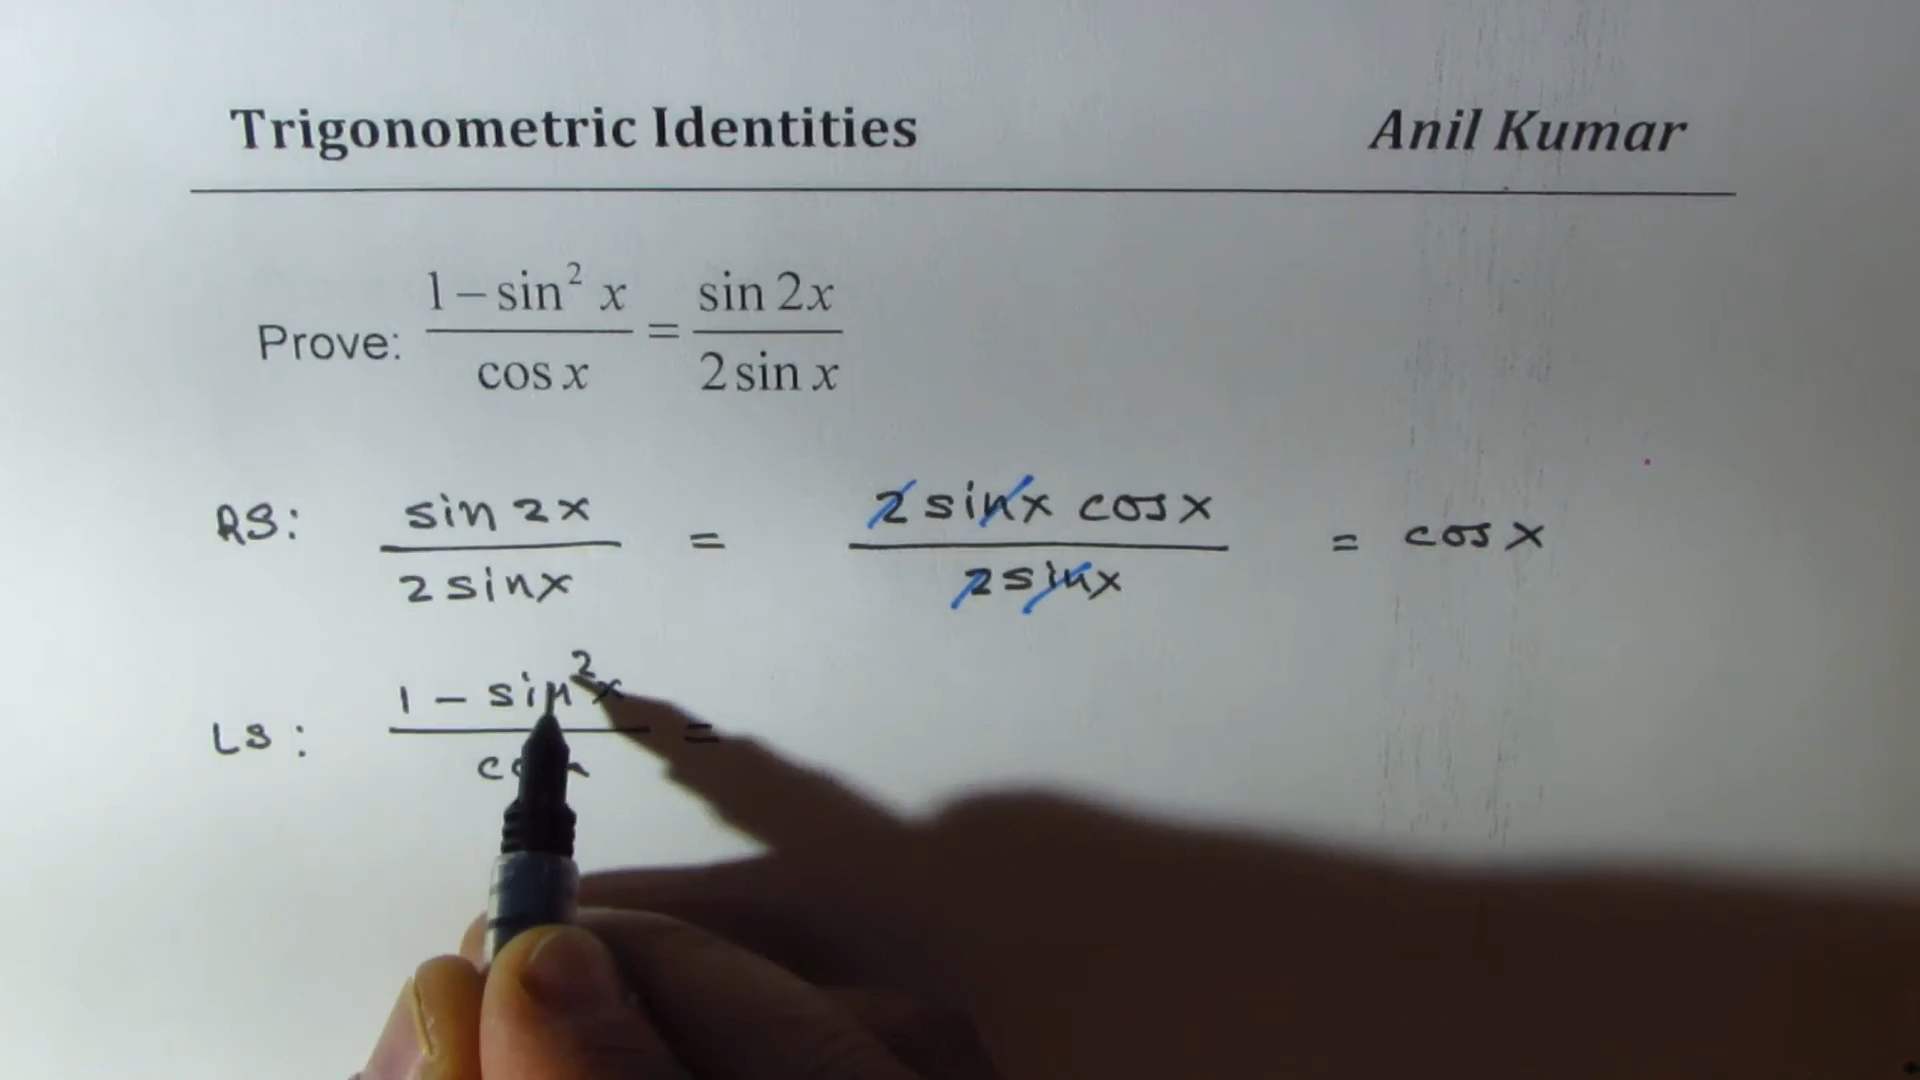 Trigonometric Identities Anil Kumar
Prove: (1 – sin² x)/(cos x) = (sin 2x)/(2 sin x)
RS: (sin 2x)/(2 sinx) = (2 sinx cosx)/(2 sinx) = cosx
LS: (1 – sin²x)/ =